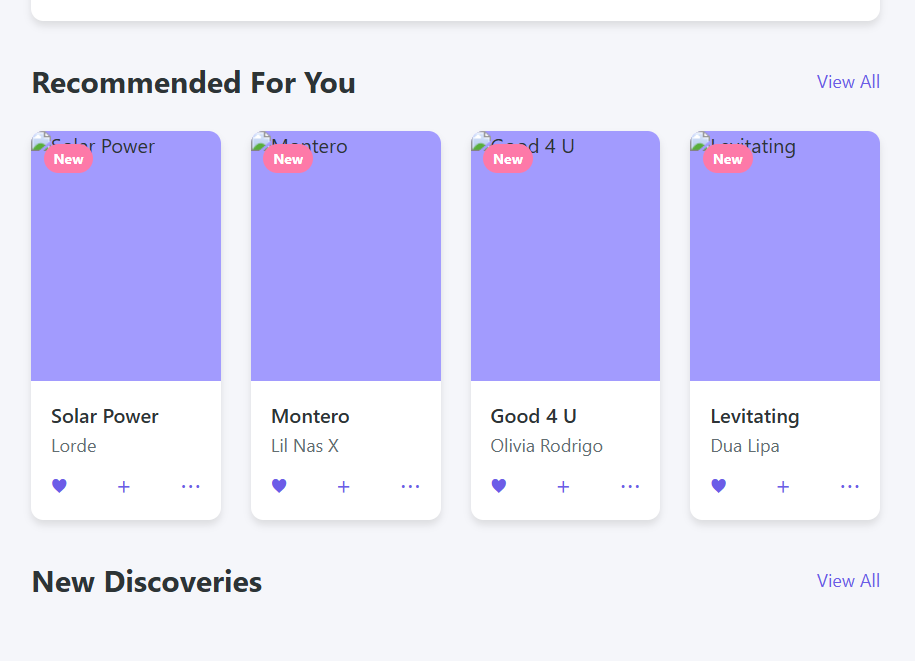 Recommended For You
View All
Solar Power
Montero
Good 4 U
Levitating
New
New
New
New
Solar Power
Montero
Good 4 U
Levitating
Lorde
Lil Nas X
Olivia Rodrigo
Dua Lipa
New Discoveries
View All